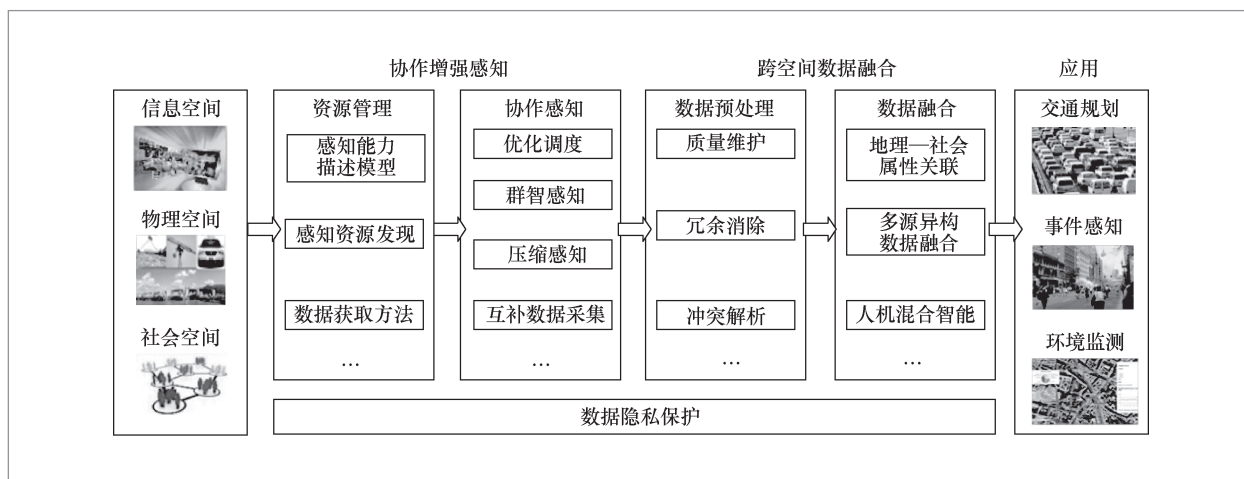 协作增强感知
跨空间数据融合
应用
信息空间
物理空间
社会空间
资源管理
感知能力
描述模型
感知资源发现
数据获取方法
…
协作感知
优化调度
群智感知
压缩感知
互补数据采集
…
数据预处理
质量维护
冗余消除
冲突解析
…
数据融合
地理—社会
属性关联
多源异构
数据融合
人机混合智能
…
交通规划
事件感知
环境监测
数据隐私保护